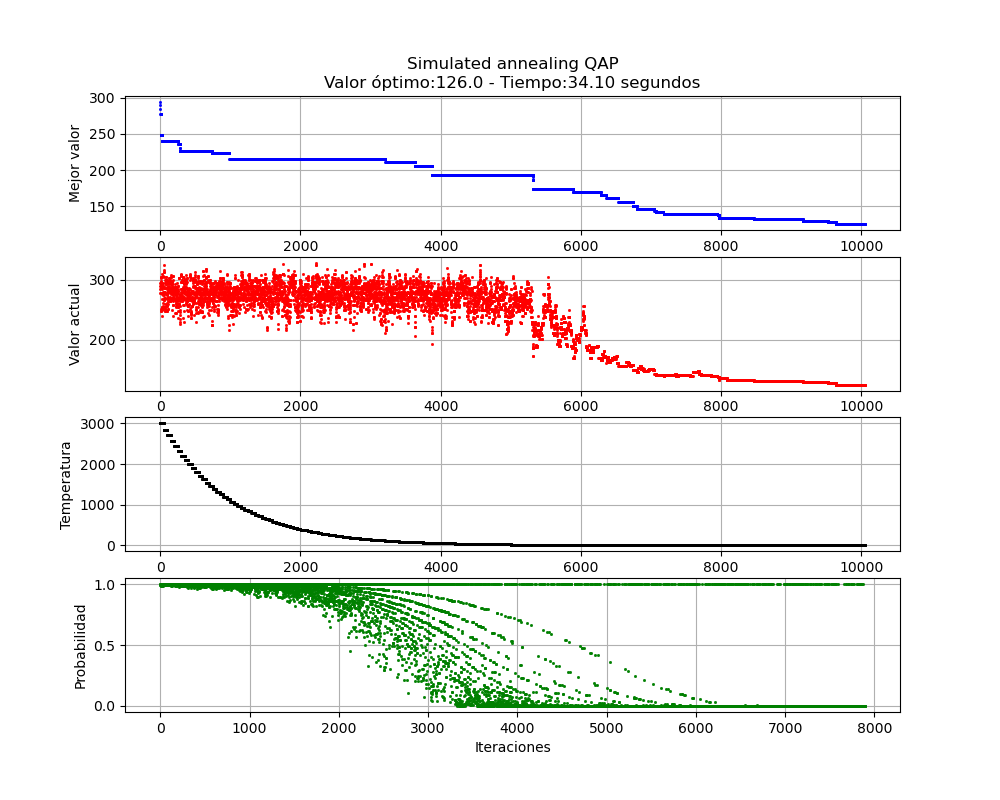 Simulated annealing QAP
Valor óptimo:126.0 - Tiempo:34.10 segundos
300
250
200
150
Mejor valor
0 2000 4000 6000 8000 10000
300
200
Valor actual
0 2000 4000 6000 8000 10000
3000
2000
1000
0
Temperatura
0 2000 4000 6000 8000 10000
1.0
0.5
0.0
Probabilidad
0 1000 2000 3000 4000 5000 6000 7000 8000
Iteraciones